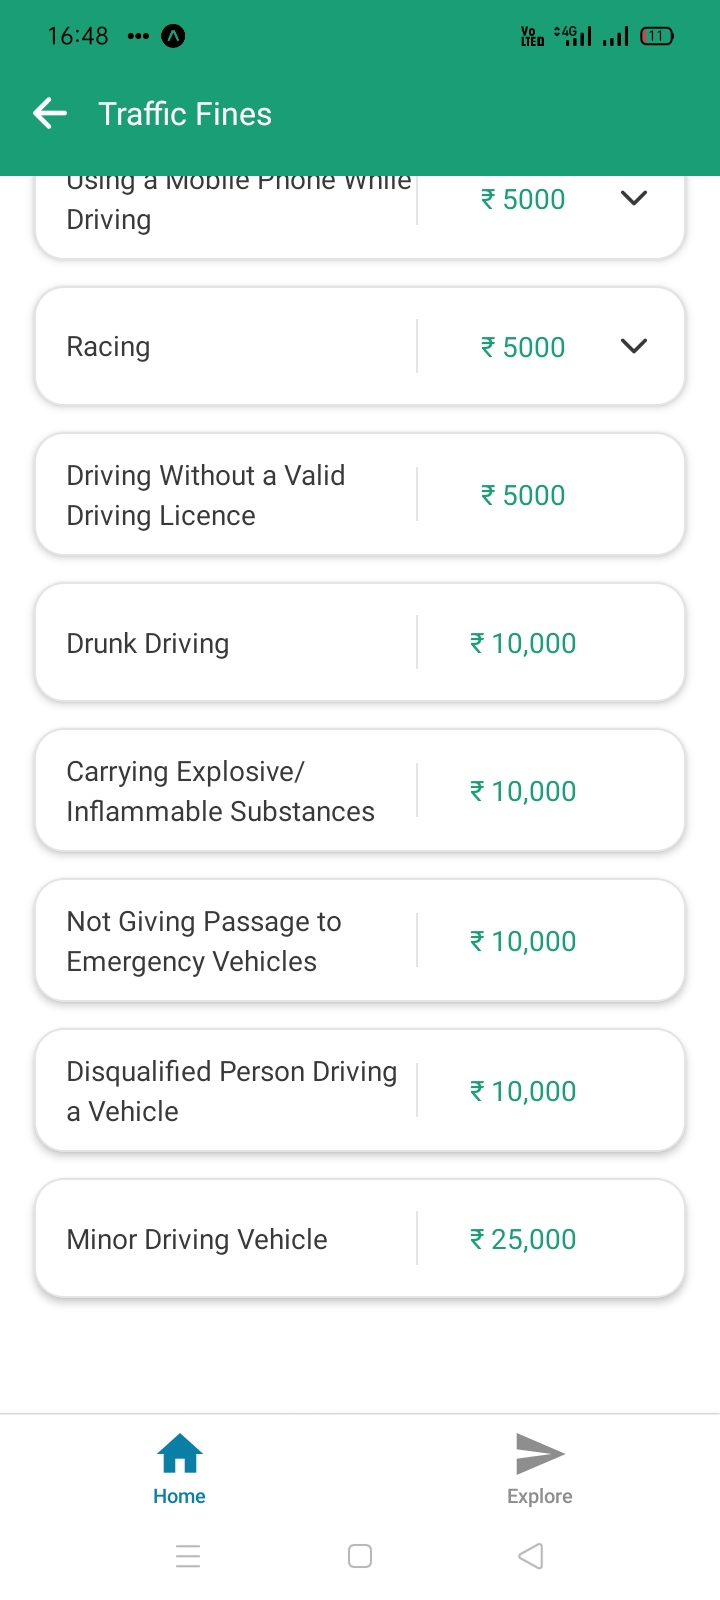 16:48
Vo
LTED
4G
11
Traffic Fines
Using a Mobile Phone While
Driving
₹ 5000
Racing
₹ 5000
Driving Without a Valid
Driving Licence
₹ 5000
Drunk Driving
₹ 10,000
Carrying Explosive/
Inflammable Substances
₹ 10,000
Not Giving Passage to
Emergency Vehicles
₹ 10,000
Disqualified Person Driving
a Vehicle
₹ 10,000
Minor Driving Vehicle
₹ 25,000
Home
Explore